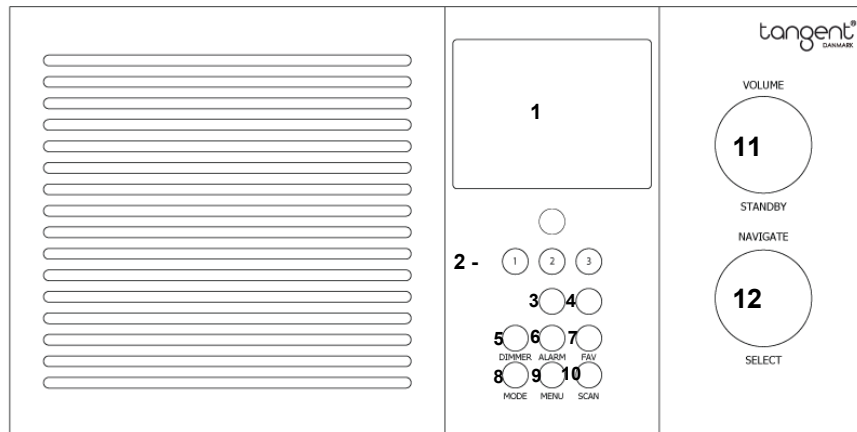 tangent®
DANMARK
VOLUME
1
11
STANDBY
NAVIGATE
2 - 1 2 3
3 4
12
5 6 7
DIMMER ALARM FAV
SELECT
8 9 10
MODE MENU SCAN